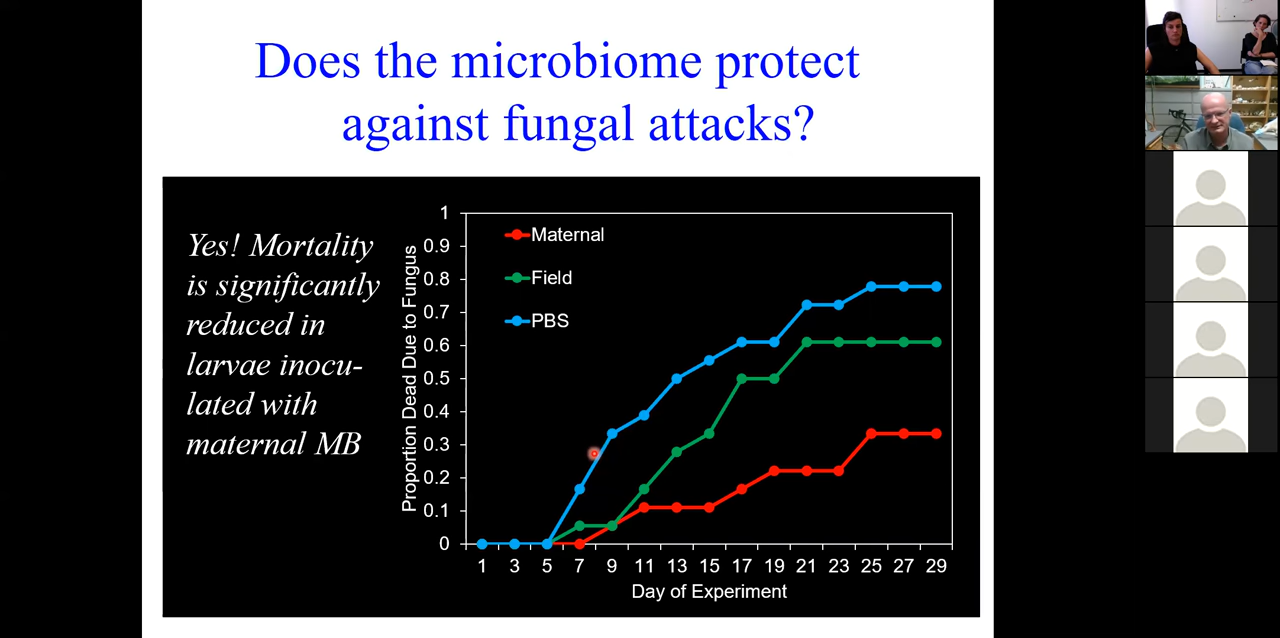 Does the microbiome protect
against fungal attacks?
Yes! Mortality
is significantly
reduced in
larvae inocu-
lated with
maternal MB
Proportion Dead Due to Fungus
1
0.9
0.8
0.7
0.6
0.5
0.4
0.3
0.2
0.1
0
Maternal
Field
PBS
1 3 5 7 9 11 13 15 17 19 21 23 25 27 29
Day of Experiment